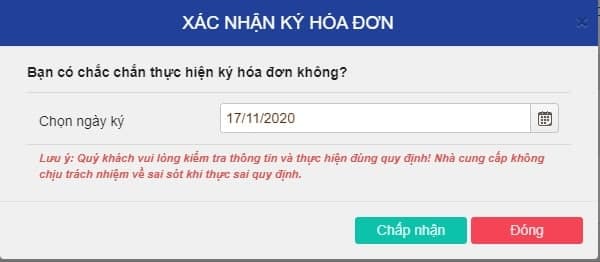 XÁC NHẬN KÝ HÓA ĐƠN
Bạn có chắc chắn thực hiện ký hóa đơn không?
Chọn ngày ký
17/11/2020
Lưu ý: Quý khách vui lòng kiểm tra thông tin và thực hiện đúng quy định! Nhà cung cấp không
chịu trách nhiệm về sai sót khi thực sai quy định.
Chấp nhận
Đóng